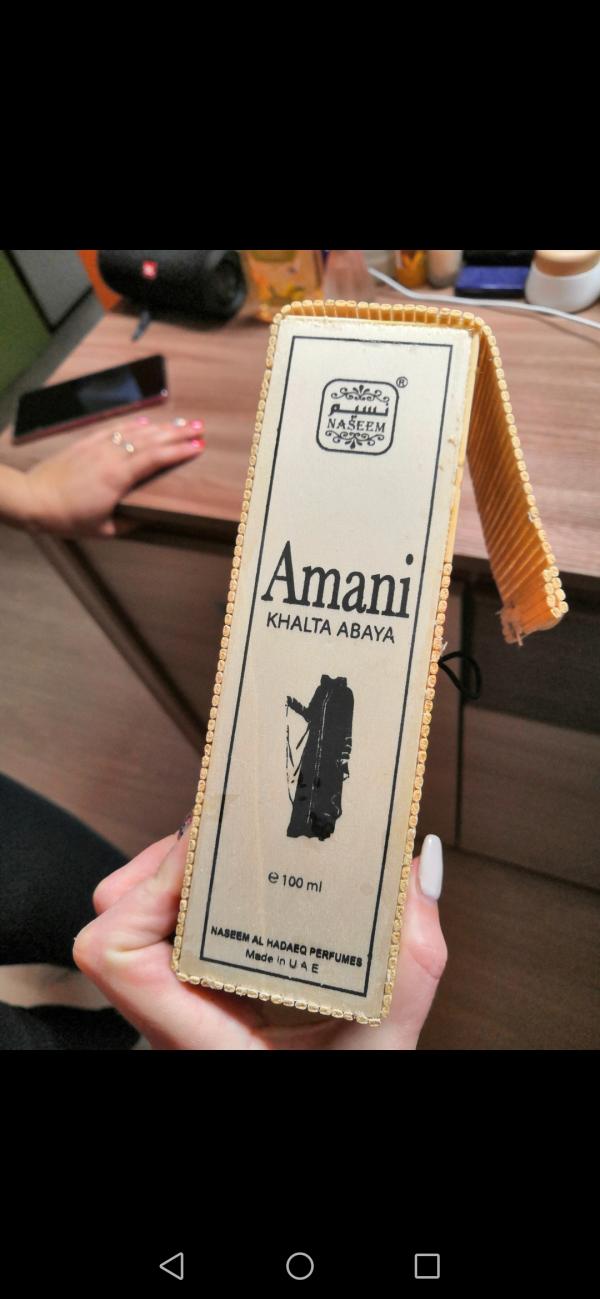 ®
نسيم
NASEEM
Amani
KHALTA ABAYA
℮ 100 ml
NASEEM AL HADAEQ PERFUMES
Made in U A E